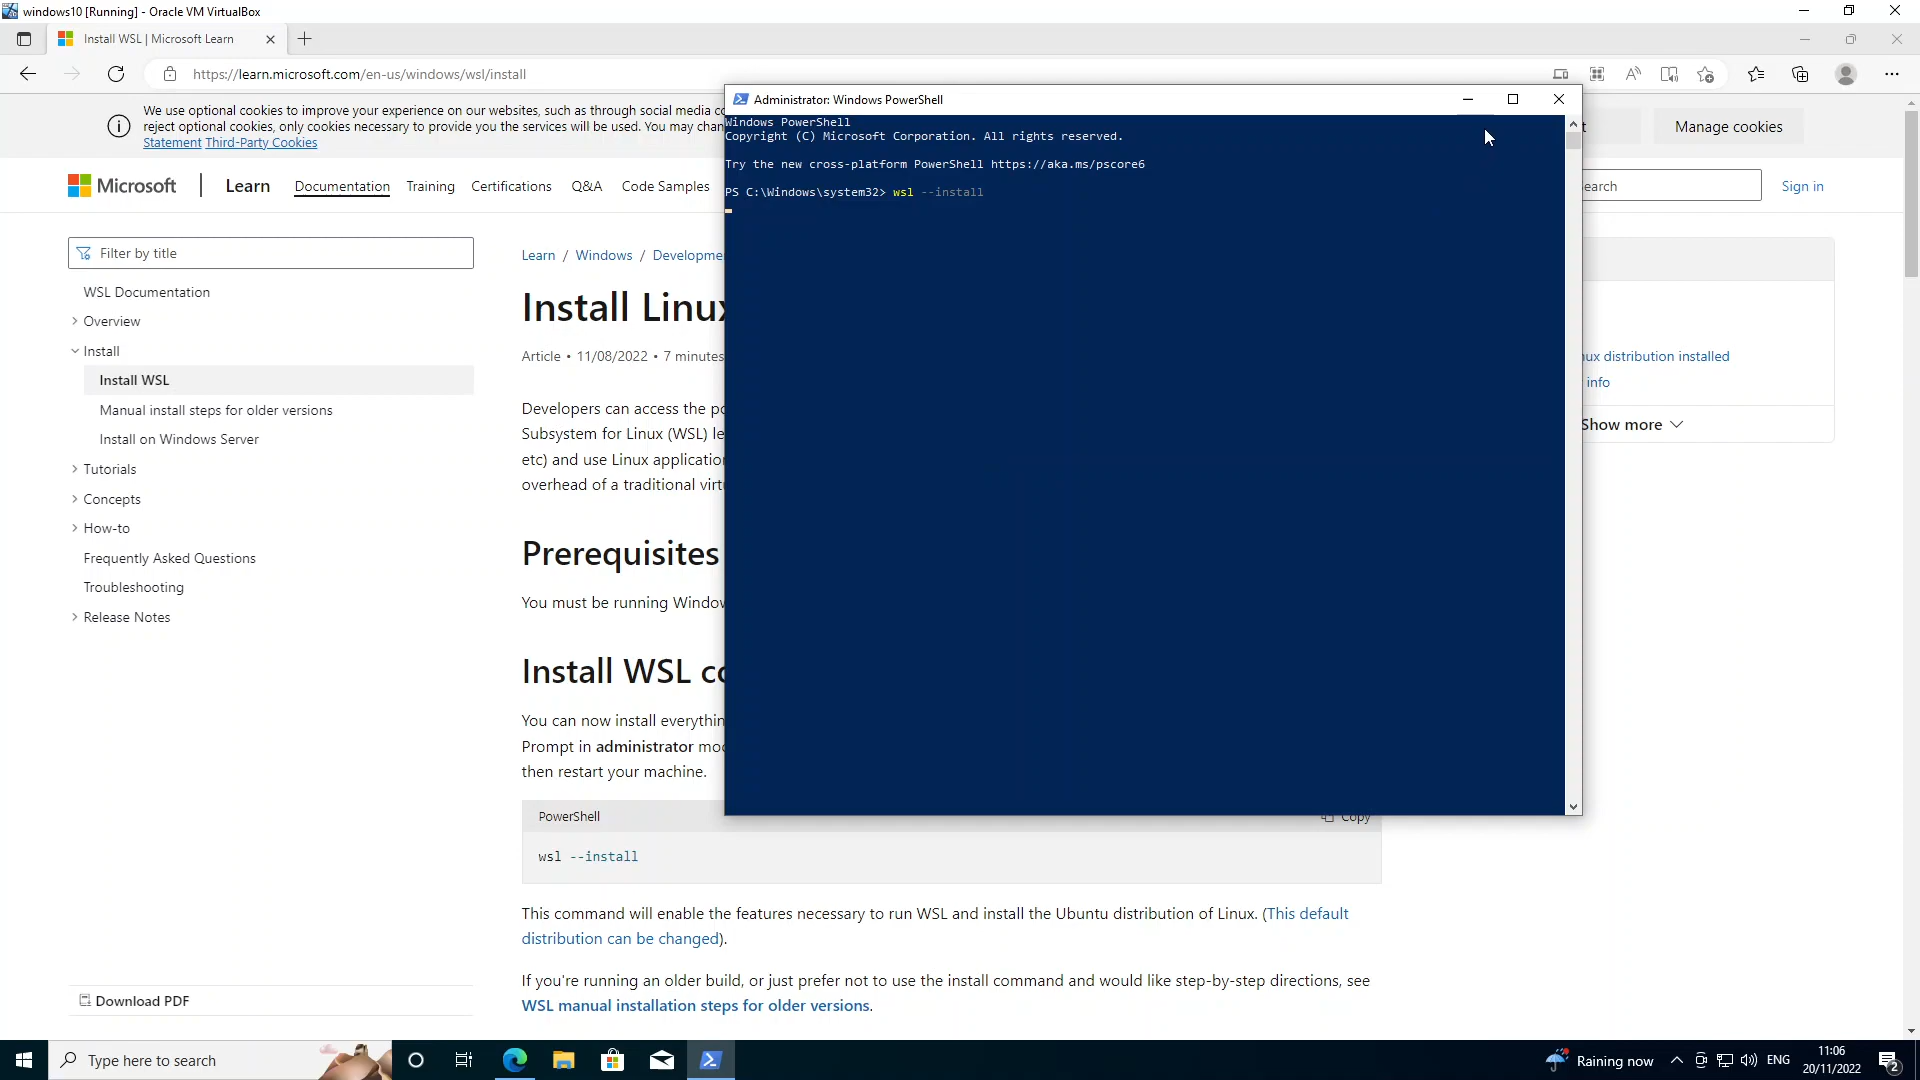 windows10 [Running] - Oracle VM VirtualBox
Install WSL | Microsoft Learn
https://learn.microsoft.com/en-us/windows/wsl/install
We use optional cookies to improve your experience on our websites, such as through social media co
reject optional cookies, only cookies necessary to provide you the services will be used. You may chan
Statement Third-Party Cookies
Manage cookies
Microsoft
Learn
Documentation
Training
Certifications
Q&A
Code Samples
earch
Sign in
Administrator: Windows PowerShell
Windows PowerShell
Copyright (C) Microsoft Corporation. All rights reserved.
Try the new cross-platform PowerShell https://aka.ms/pscore6
PS C:\Windows\system32> wsl --install
Filter by title
WSL Documentation
Overview
Install
Install WSL
Manual install steps for older versions
Install on Windows Server
Tutorials
Concepts
How-to
Frequently Asked Questions
Troubleshooting
Release Notes
Download PDF
Learn / Windows / Developmen
Install Linux
Article • 11/08/2022 • 7 minutes
Developers can access the po
Subsystem for Linux (WSL) le
etc) and use Linux application
overhead of a traditional virtu
Prerequisites
You must be running Window
Install WSL co
You can now install everythin
Prompt in administrator mod
then restart your machine.
PowerShell
Copy
wsl --install
This command will enable the features necessary to run WSL and install the Ubuntu distribution of Linux. (This default
distribution can be changed).
If you're running an older build, or just prefer not to use the install command and would like step-by-step directions, see
WSL manual installation steps for older versions.
nux distribution installed
info
Show more
Type here to search
Raining now
ENG
11:06
20/11/2022
2